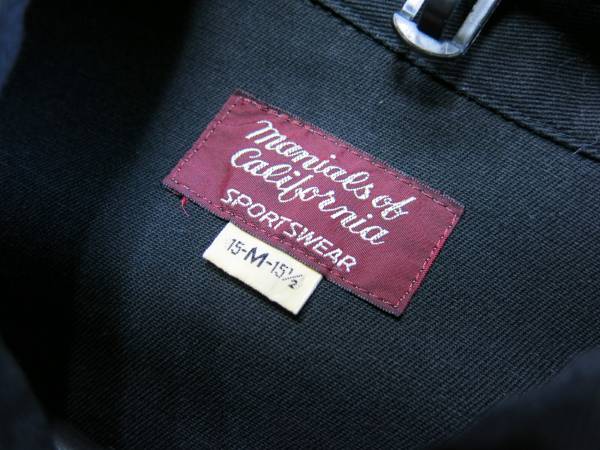 manials of
California
SPORTSWEAR
15-M-15½